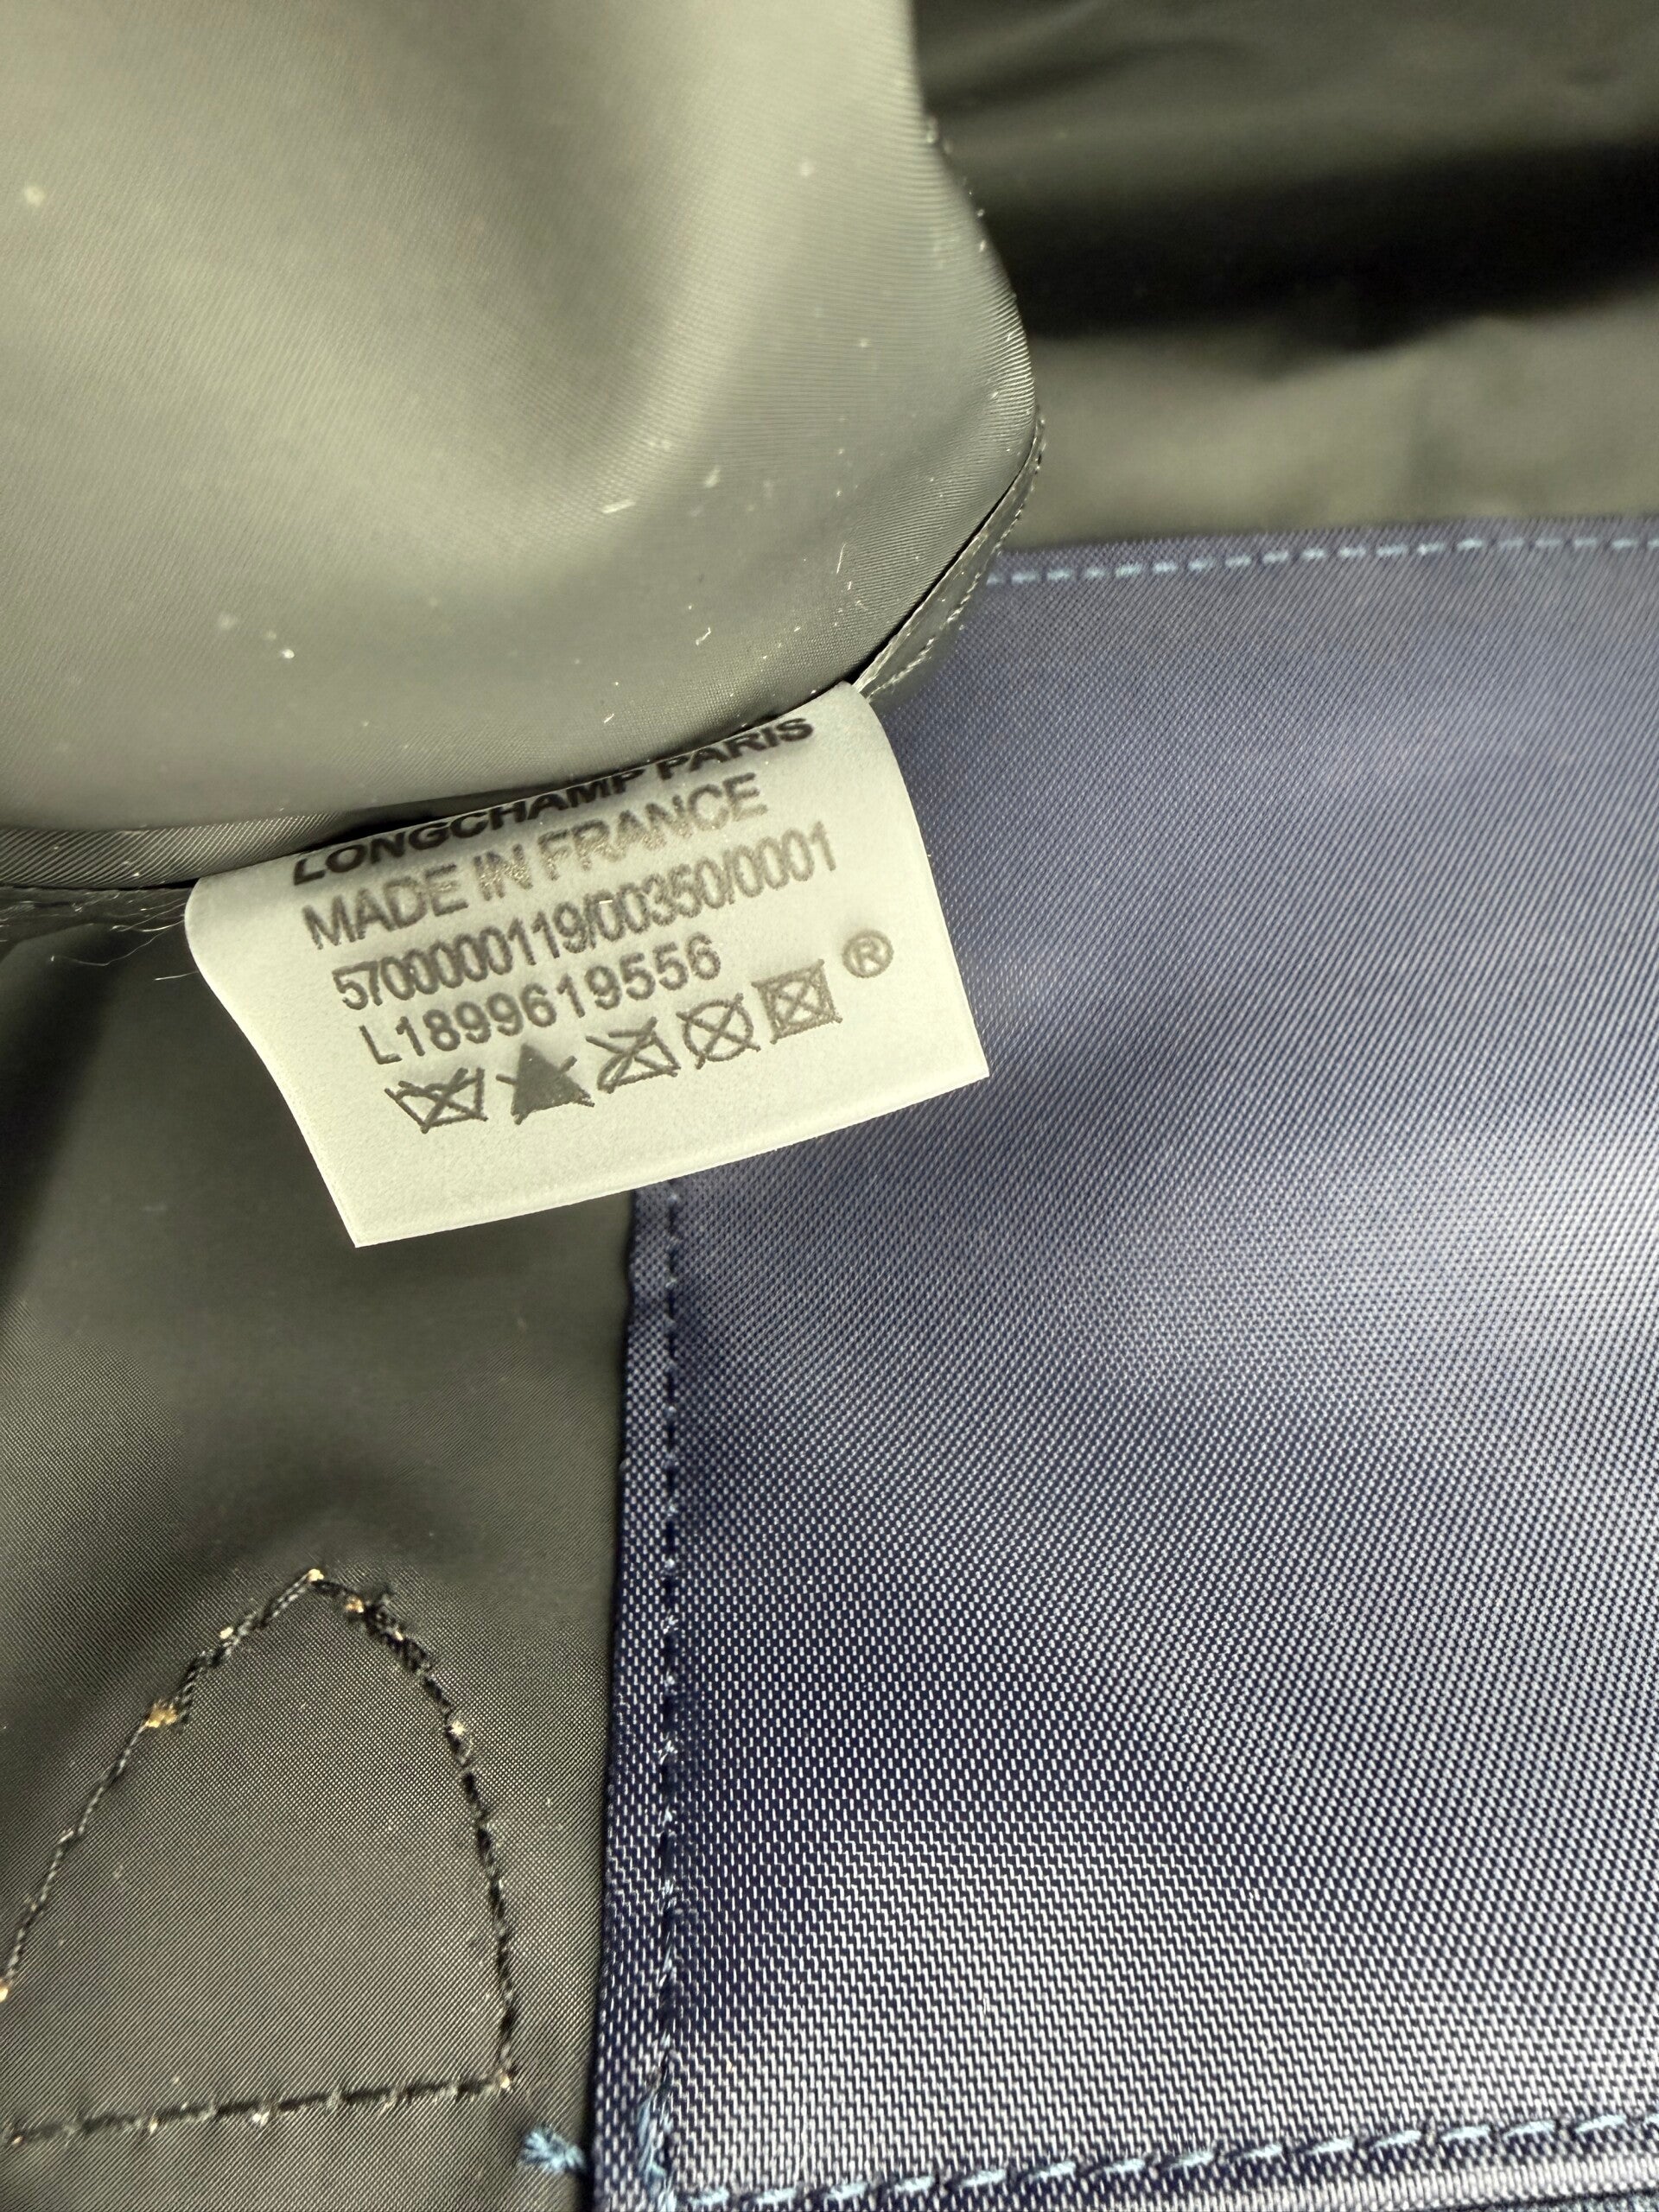 LONGCHAMP PARIS
MADE IN FRANCE
5700000119/00350/0001
L1899619556
®